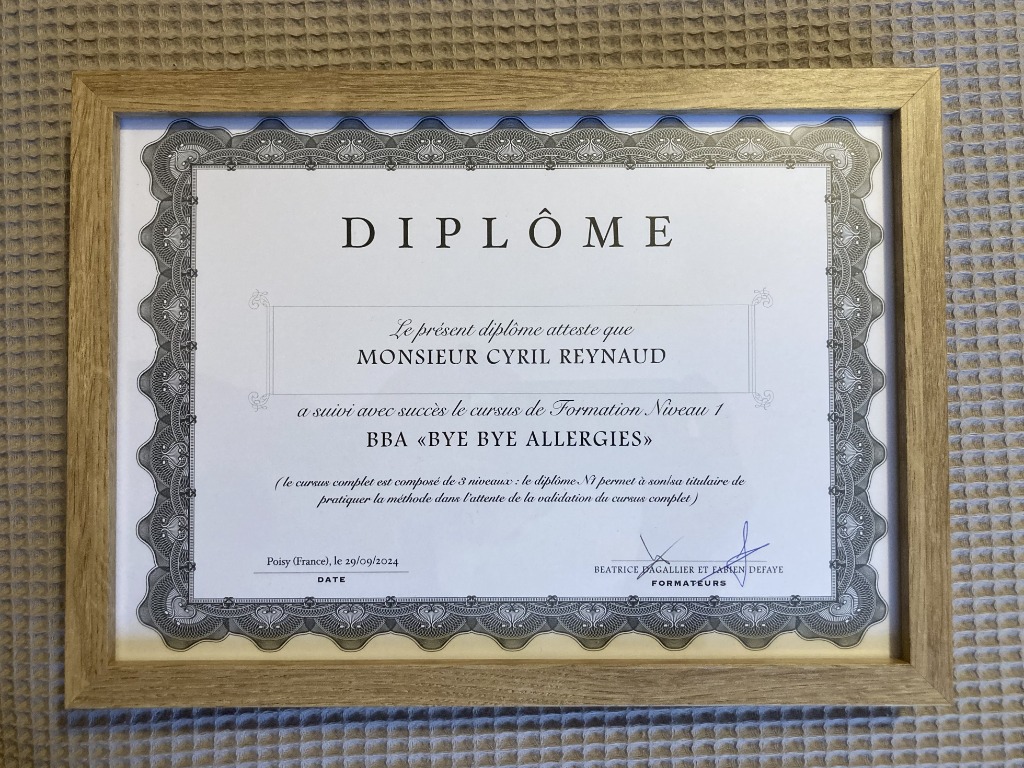 DIPLÔME
Le présent diplôme atteste que
MONSIEUR CYRIL REYNAUD
a suivi avec succès le cursus de Formation Niveau 1
BBA «BYE BYE ALLERGIES»
( le cursus complet est composé de 3 niveaux : le diplôme N1 permet à son/sa titulaire de
pratiquer la méthode dans l'attente de la validation du cursus complet )
Poisy (France), le 29/09/2024
DATE
BEATRICE DAGALLIER ET FABIEN DEFAYE
FORMATEURS